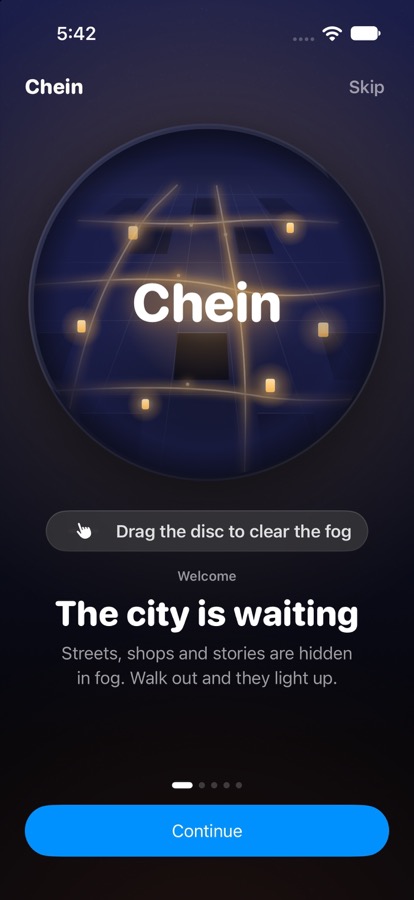 5:42
Chein
Skip
Chein
Drag the disc to clear the fog
Welcome
The city is waiting
Streets, shops and stories are hidden
in fog. Walk out and they light up.
Continue